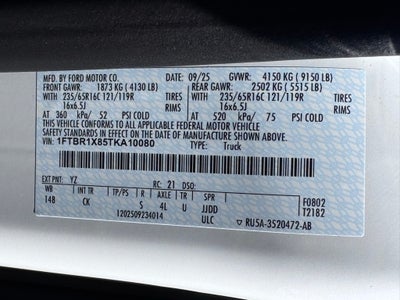 MFD. BY FORD MOTOR CO. 09/25 GVWR: 4150 KG ( 9150 LB)
FRONT GAWR: 1873 KG ( 4130 LB) REAR GAWR: 2502 KG ( 5515 LB)
235/65R16C 121/119R TIRES 235/65R16C 121/119R TIRES
16x6.5J RIMS 16x6.5J RIMS
AT 360 kPa/ 52 PSI COLD AT 520 kPa/ 75 PSI COLD
THIS VEHICLE CONFORMS TO ALL APPLICABLE FEDERAL MOTOR VEHICLE
SAFETY STANDARDS IN EFFECT ON THE DATE OF MANUFACTURE SHOWN ABOVE.
VIN: 1FTBR1X85TKA10080 TYPE: Truck
EXT PNT: YZ RC: 21 DSO:
WB INT TR TP/PS R AXLE TR SPR F0802
148 CK S 4L U JJDD T2182
1202509234014 ULC RU5A-3520472-AB